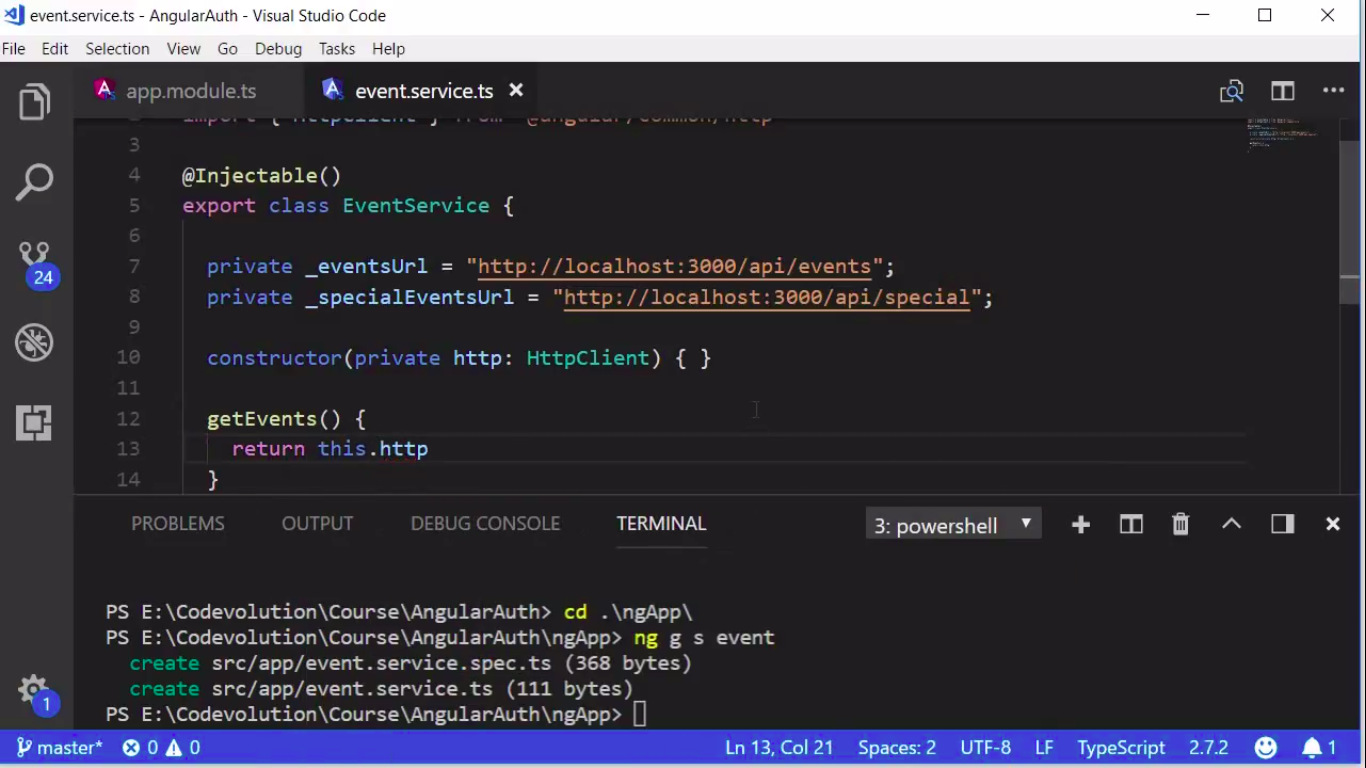 event.service.ts - AngularAuth - Visual Studio Code
File Edit Selection View Go Debug Tasks Help
app.module.ts event.service.ts
import { HttpClient } from '@angular/common/http'
3
4 @Injectable()
5 export class EventService {
6
7 private _eventsUrl = "http://localhost:3000/api/events";
8 private _specialEventsUrl = "http://localhost:3000/api/special";
9
10 constructor(private http: HttpClient) { }
11
12 getEvents() {
13 return this.http
14 }
24
1
PROBLEMS OUTPUT DEBUG CONSOLE TERMINAL 3: powershell
PS E:\Codevolution\Course\AngularAuth> cd .\ngApp\
PS E:\Codevolution\Course\AngularAuth\ngApp> ng g s event
create src/app/event.service.spec.ts (368 bytes)
create src/app/event.service.ts (111 bytes)
PS E:\Codevolution\Course\AngularAuth\ngApp>
master* 0 0 Ln 13, Col 21 Spaces: 2 UTF-8 LF TypeScript 2.7.2 1